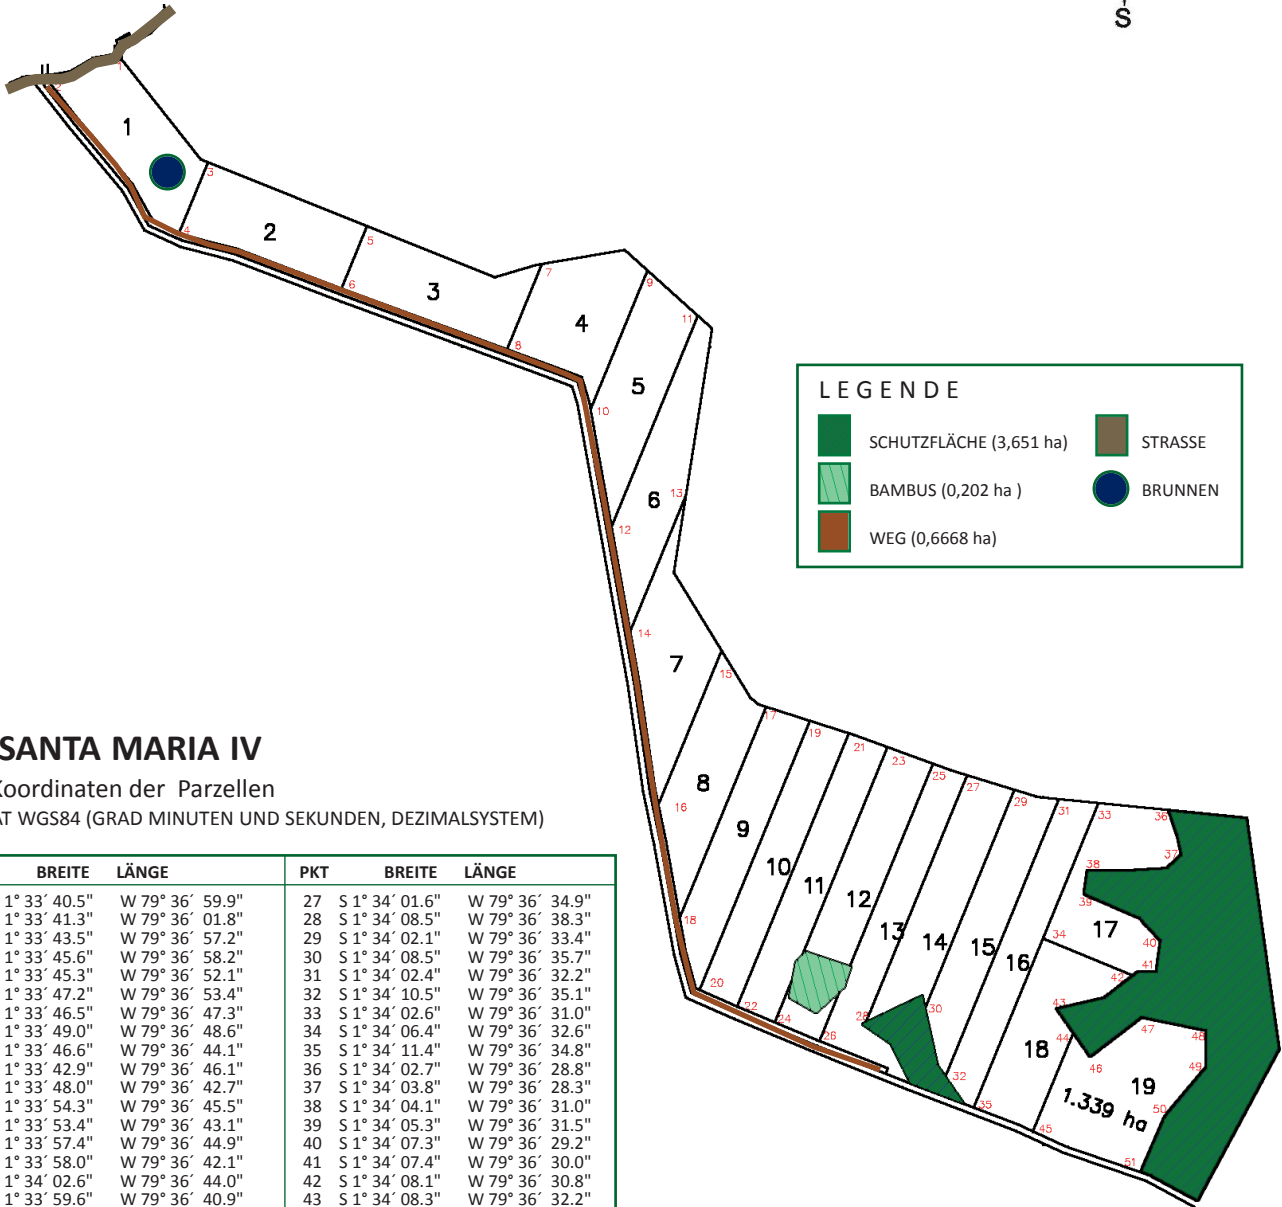 S
1
2
1
3
4
2
5
6
3
7
8
4
9
10
5
11
12
6
13
14
7
15
16
8
17
18
9
19
20
10
21
22
11
23
24
12
25
26
13
27
28
14
29
30
15
31
32
16
33
34
35
17
36
37
38
39
40
41
42
43
44
18
45
46
47
48
49
50
51
19
1.339 ha
LEGENDE
SCHUTZFLÄCHE (3,651 ha)
STRASSE
BAMBUS (0,202 ha )
BRUNNEN
WEG (0,6668 ha)
SANTA MARIA IV
Koordinaten der Parzellen
AT WGS84 (GRAD MINUTEN UND SEKUNDEN, DEZIMALSYSTEM)
BREITE LÄNGE PKT BREITE LÄNGE
1° 33´ 40.5" W 79° 36´ 59.9" 27 S 1° 34´ 01.6" W 79° 36´ 34.9"
1° 33´ 41.3" W 79° 36´ 01.8" 28 S 1° 34´ 08.5" W 79° 36´ 38.3"
1° 33´ 43.5" W 79° 36´ 57.2" 29 S 1° 34´ 02.1" W 79° 36´ 33.4"
1° 33´ 45.6" W 79° 36´ 58.2" 30 S 1° 34´ 08.5" W 79° 36´ 35.7"
1° 33´ 45.3" W 79° 36´ 52.1" 31 S 1° 34´ 02.4" W 79° 36´ 32.2"
1° 33´ 47.2" W 79° 36´ 53.4" 32 S 1° 34´ 10.5" W 79° 36´ 35.1"
1° 33´ 46.5" W 79° 36´ 47.3" 33 S 1° 34´ 02.6" W 79° 36´ 31.0"
1° 33´ 49.0" W 79° 36´ 48.6" 34 S 1° 34´ 06.4" W 79° 36´ 32.6"
1° 33´ 46.6" W 79° 36´ 44.1" 35 S 1° 34´ 11.4" W 79° 36´ 34.8"
1° 33´ 42.9" W 79° 36´ 46.1" 36 S 1° 34´ 02.7" W 79° 36´ 28.8"
1° 33´ 48.0" W 79° 36´ 42.7" 37 S 1° 34´ 03.8" W 79° 36´ 28.3"
1° 33´ 54.3" W 79° 36´ 45.5" 38 S 1° 34´ 04.1" W 79° 36´ 31.0"
1° 33´ 53.4" W 79° 36´ 43.1" 39 S 1° 34´ 05.3" W 79° 36´ 31.5"
1° 33´ 57.4" W 79° 36´ 44.9" 40 S 1° 34´ 07.3" W 79° 36´ 29.2"
1° 33´ 58.0" W 79° 36´ 42.1" 41 S 1° 34´ 07.4" W 79° 36´ 30.0"
1° 34´ 02.6" W 79° 36´ 44.0" 42 S 1° 34´ 08.1" W 79° 36´ 30.8"
1° 33´ 59.6" W 79° 36´ 40.9" 43 S 1° 34´ 08.3" W 79° 36´ 32.2"